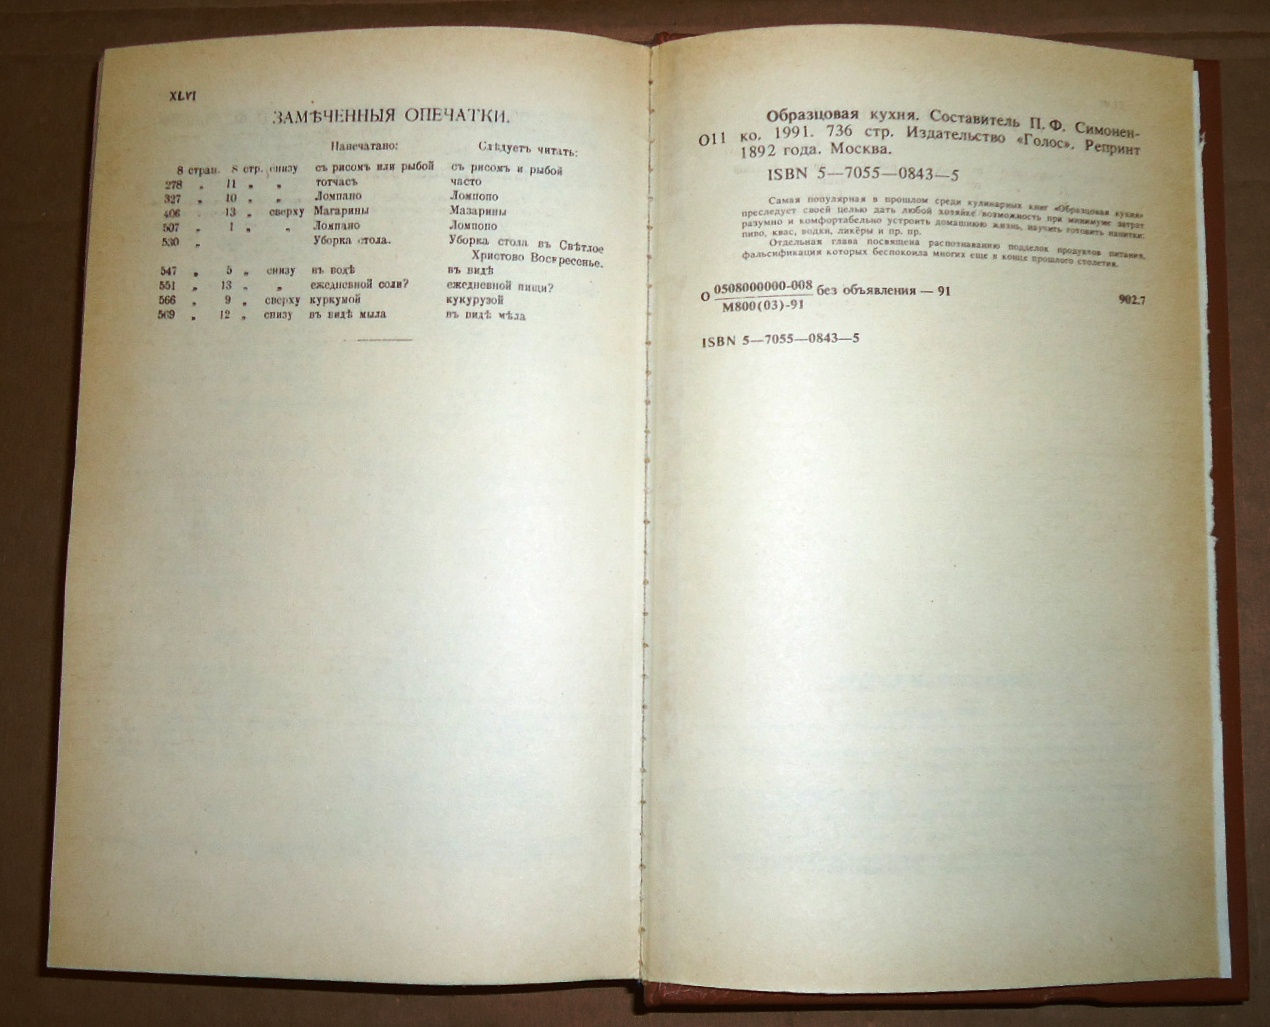 XLVI
ЗАМѢЧЕННЫЯ ОПЕЧАТКИ.
Напечатано: Слѣдуетъ читать:
8 стран. 8 стр. снизу съ рисомъ или рыбой съ рисомъ и рыбой
278 „ 11 „ „ тотчасъ часто
327 „ 10 „ „ Ломпано Ломпопо
406 „ 13 „ сверху Магарины Мазарины
507 „ 1 „ „ Ломпано Ломпопо
530 „ Уборка стола. Уборка стола въ Свѣтлое
Христово Воскресенье.
547 „ 5 „ снизу въ водѣ въ видѣ
551 „ 13 „ „ ежедневной соли? ежедневной пищи?
566 „ 9 „ сверху куркумой кукурузой
569 „ 12 „ снизу въ видѣ мыла въ видѣ мѣла
Образцовая кухня. Составитель П. Ф. Симонен-
О11 ко. 1991. 736 стр. Издательство «Голос». Репринт
1892 года. Москва.
ISBN 5—7055—0843—5
Самая популярная в прошлом среди кулинарных книг «Образцовая кухня»
преследует своей целью дать любой хозяйке возможность при минимуме затрат
разумно и комфортабельно устроить домашнюю жизнь, научить готовить напитки:
пиво, квас, водки, ликёры и пр. пр.
Отдельная глава посвящена распознаванию подделок продуктов питания,
фальсификация которых беспокоила многих еще в конце прошлого столетия.
О 0508000000-008 без объявления — 91
М800(03)-91
902.7
ISBN 5—7055—0843—5